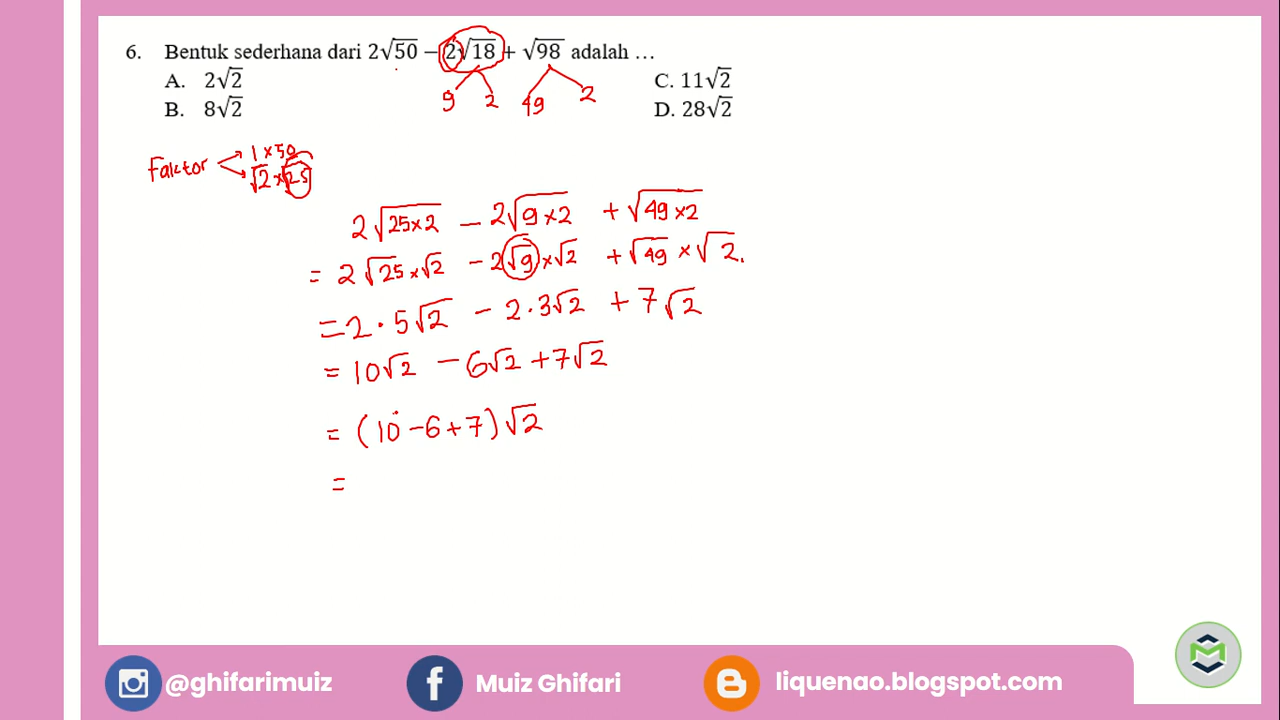 6. Bentuk sederhana dari 2√50 − 2√18 + √98 adalah …
A. 2√2
C. 11√2
B. 8√2
D. 28√2
9 2 49 2
Faktor
1 × 50
√2 × √25
2√25×2 − 2√9×2 + √49×2
= 2√25 × √2 − 2√9 × √2 + √49 × √2.
= 2 · 5√2 − 2 . 3√2 + 7√2
= 10√2 − 6√2 + 7√2
= (10 − 6 + 7)√2
=
@ghifarimuiz
Muiz Ghifari
liquenao.blogspot.com